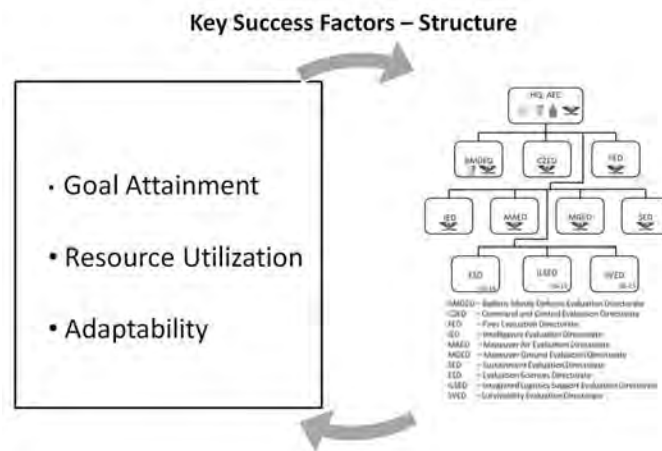 Key Success Factors – Structure
• Goal Attainment
• Resource Utilization
• Adaptability
HQ, AEC
BMDED
C2ED
FED
IED
MAED
MGED
SED
ESD
ILSED
SVED
BMDED – Ballistic Missile Defense Evaluation Directorate
C2ED – Command and Control Evaluation Directorate
FED – Fires Evaluation Directorate
IED – Intelligence Evaluation Directorate
MAED – Maneuver Air Evaluation Directorate
MGED – Maneuver Ground Evaluation Directorate
SED – Sustainment Evaluation Directorate
ESD – Evaluation Sciences Directorate
ILSED – Integrated Logistics Support Evaluation Directorate
SVED – Survivability Evaluation Directorate